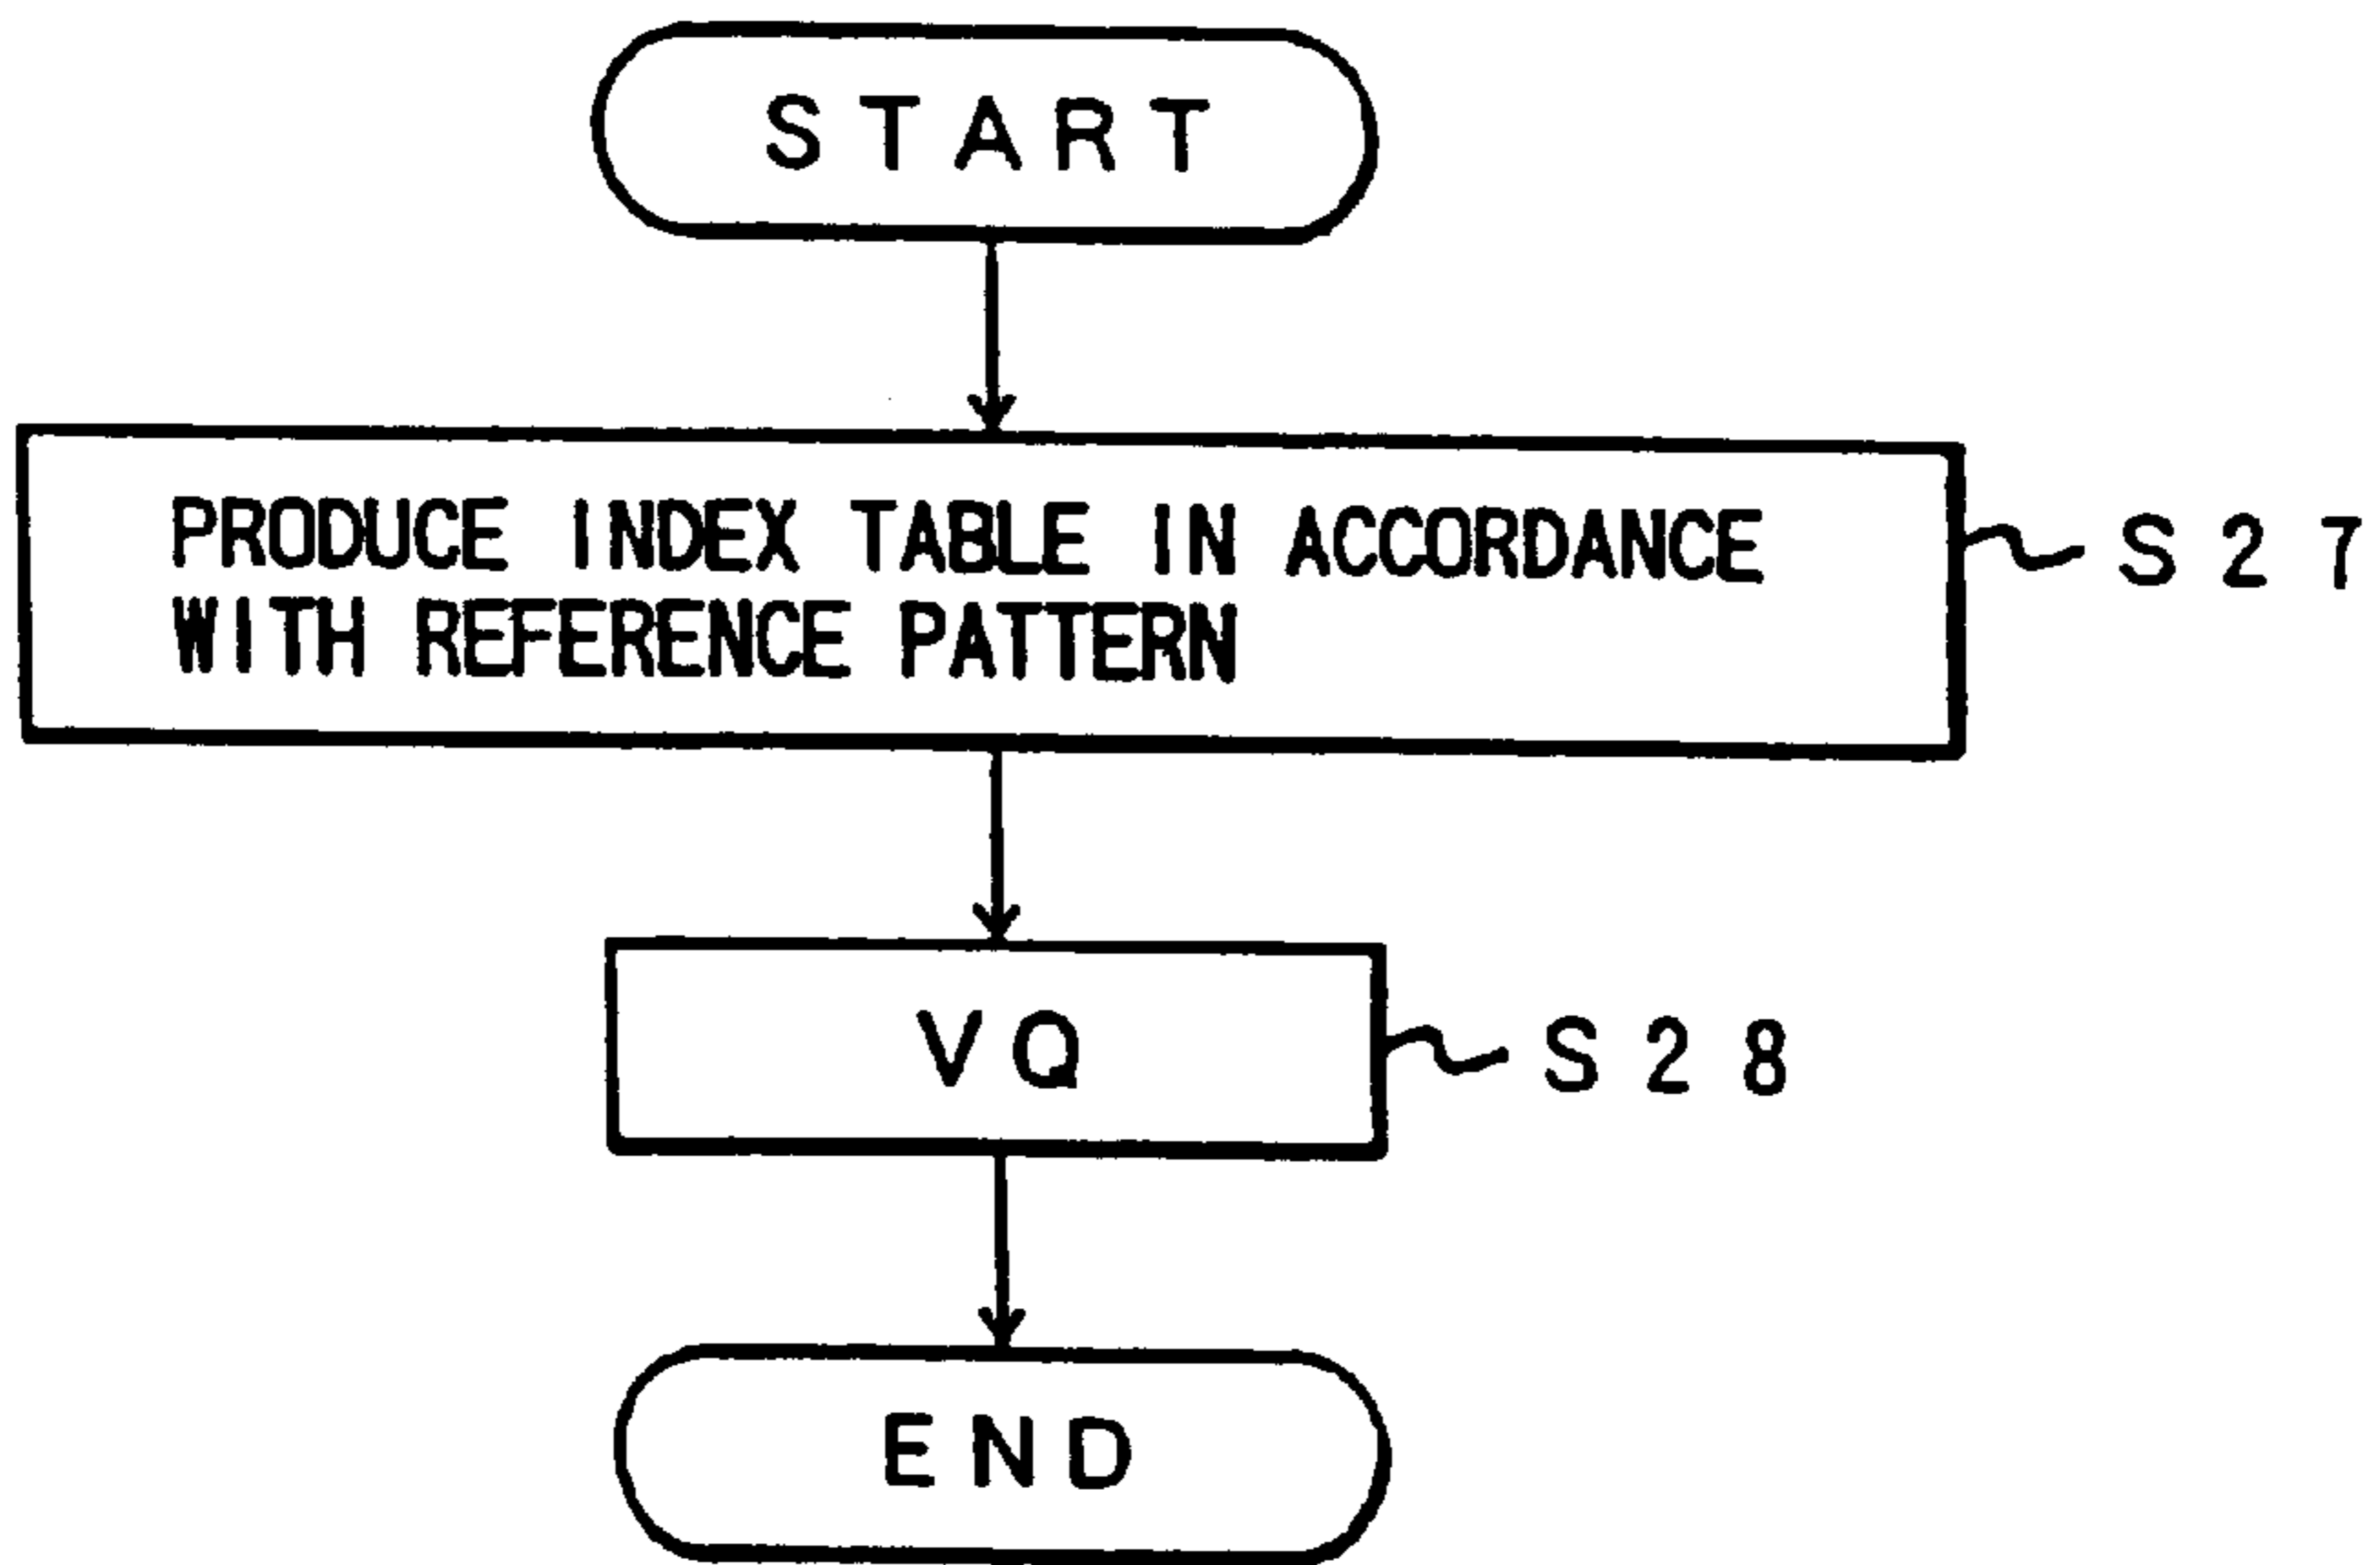 START
PRODUCE INDEX TABLE IN ACCORDANCE
WITH REFERENCE PATTERN
S27
VQ
S28
END